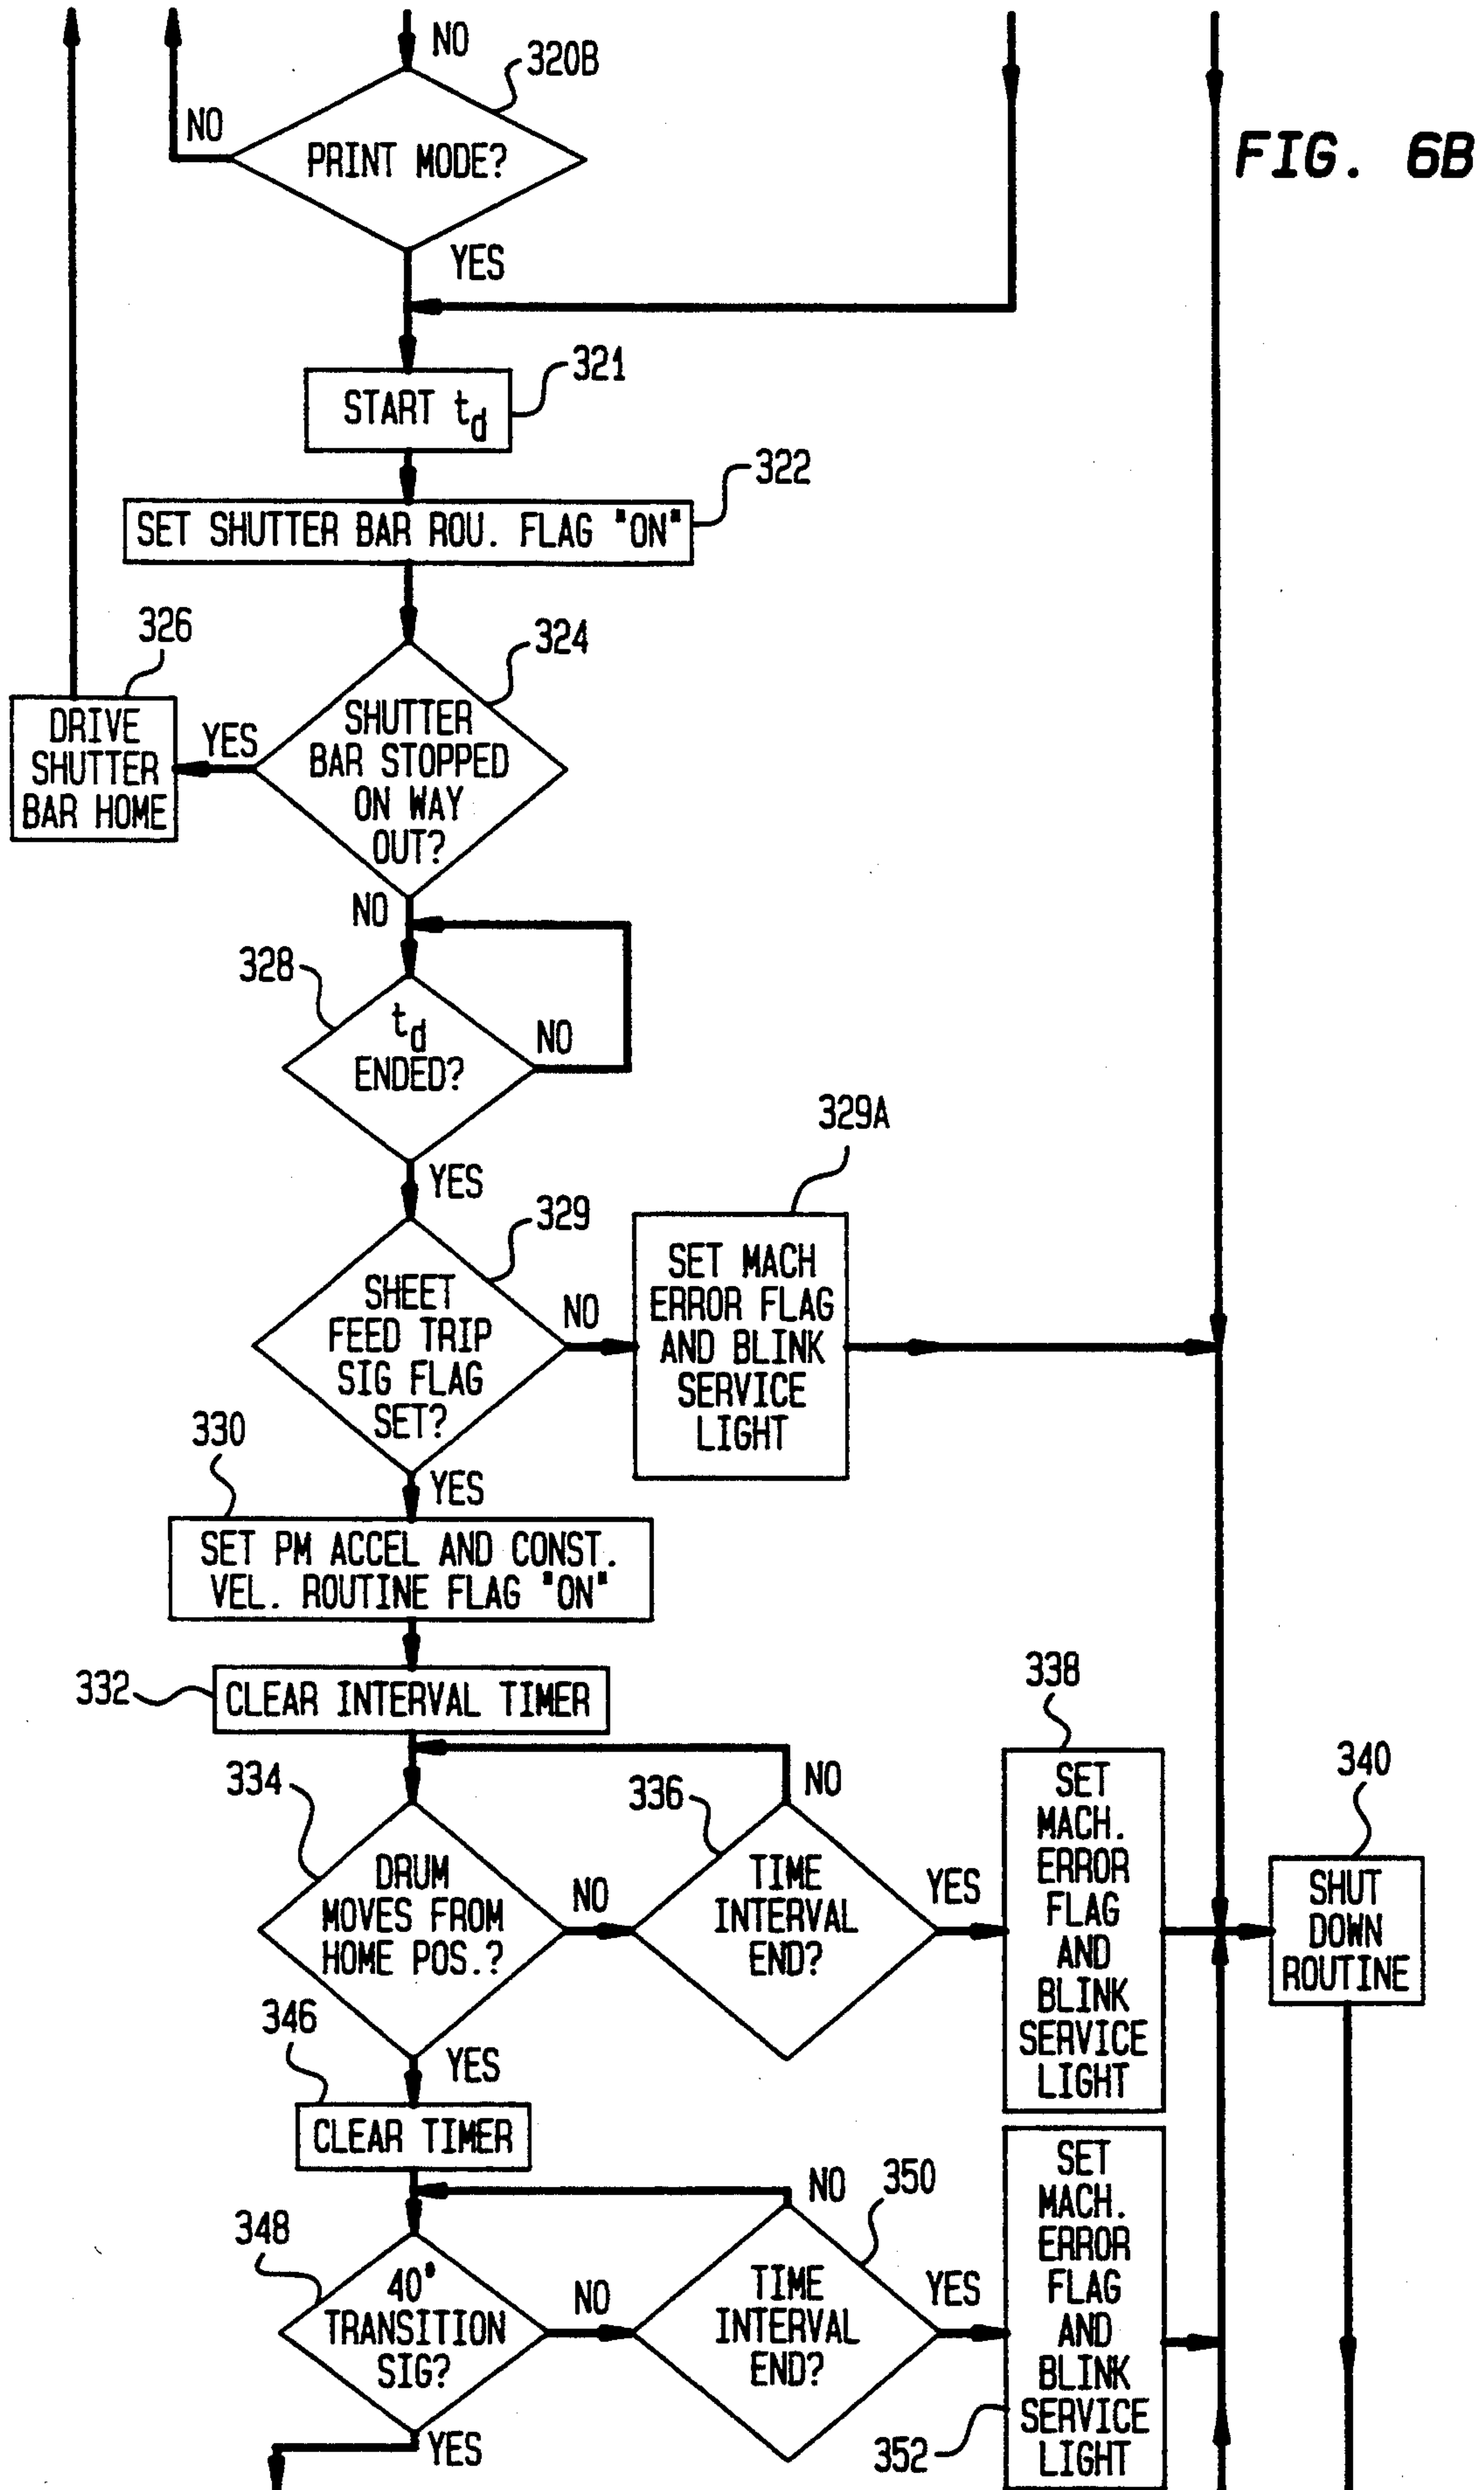 NO
320B
FIG. 6B
NO
PRINT MODE?
YES
321
START td
322
SET SHUTTER BAR ROU. FLAG "ON"
326
324
DRIVE
SHUTTER
BAR HOME
YES
SHUTTER
BAR STOPPED
ON WAY
OUT?
NO
328
td
ENDED?
NO
329A
YES
329
SHEET
FEED TRIP
SIG FLAG
SET?
NO
SET MACH
ERROR FLAG
AND BLINK
SERVICE
LIGHT
330
YES
SET PM ACCEL AND CONST.
VEL. ROUTINE FLAG "ON"
332
CLEAR INTERVAL TIMER
338
334
336
NO
340
DRUM
MOVES FROM
HOME POS.?
NO
TIME
INTERVAL
END?
YES
SET
MACH.
ERROR
FLAG
AND
BLINK
SERVICE
LIGHT
SHUT
DOWN
ROUTINE
346
YES
CLEAR TIMER
NO
350
348
40°
TRANSITION
SIG?
NO
TIME
INTERVAL
END?
YES
SET
MACH.
ERROR
FLAG
AND
BLINK
SERVICE
LIGHT
352
YES